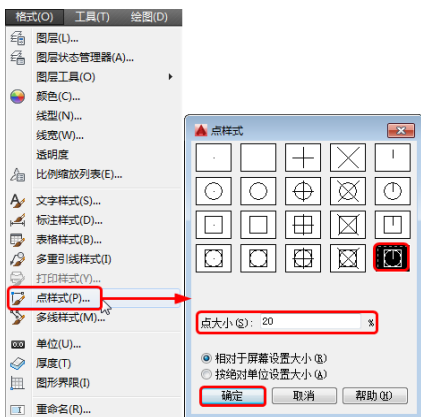 格式(O) 工具(T) 绘图(D)
图层(L)...
图层状态管理器(A)...
图层工具(O)
颜色(C)...
线型(N)...
线宽(W)...
透明度
比例缩放列表(E)...
文字样式(S)...
标注样式(D)...
表格样式(B)...
多重引线样式(I)
打印样式(Y)...
点样式(P)...
多线样式(M)...
单位(U)...
厚度(T)
图形界限(I)
重命名(R)...
点样式
点大小(S): 20 %
相对于屏幕设置大小(R)
按绝对单位设置大小(A)
确定 取消 帮助(H)